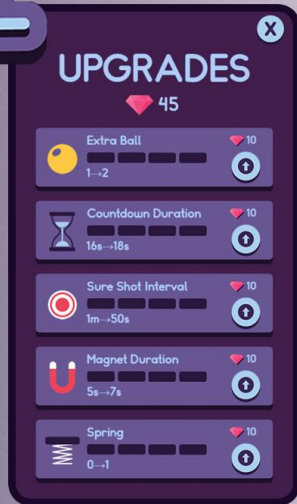 X
UPGRADES
45
Extra Ball
10
1→2
Countdown Duration
10
16s→18s
Sure Shot Interval
10
1m→50s
Magnet Duration
10
5s→7s
Spring
10
0→1